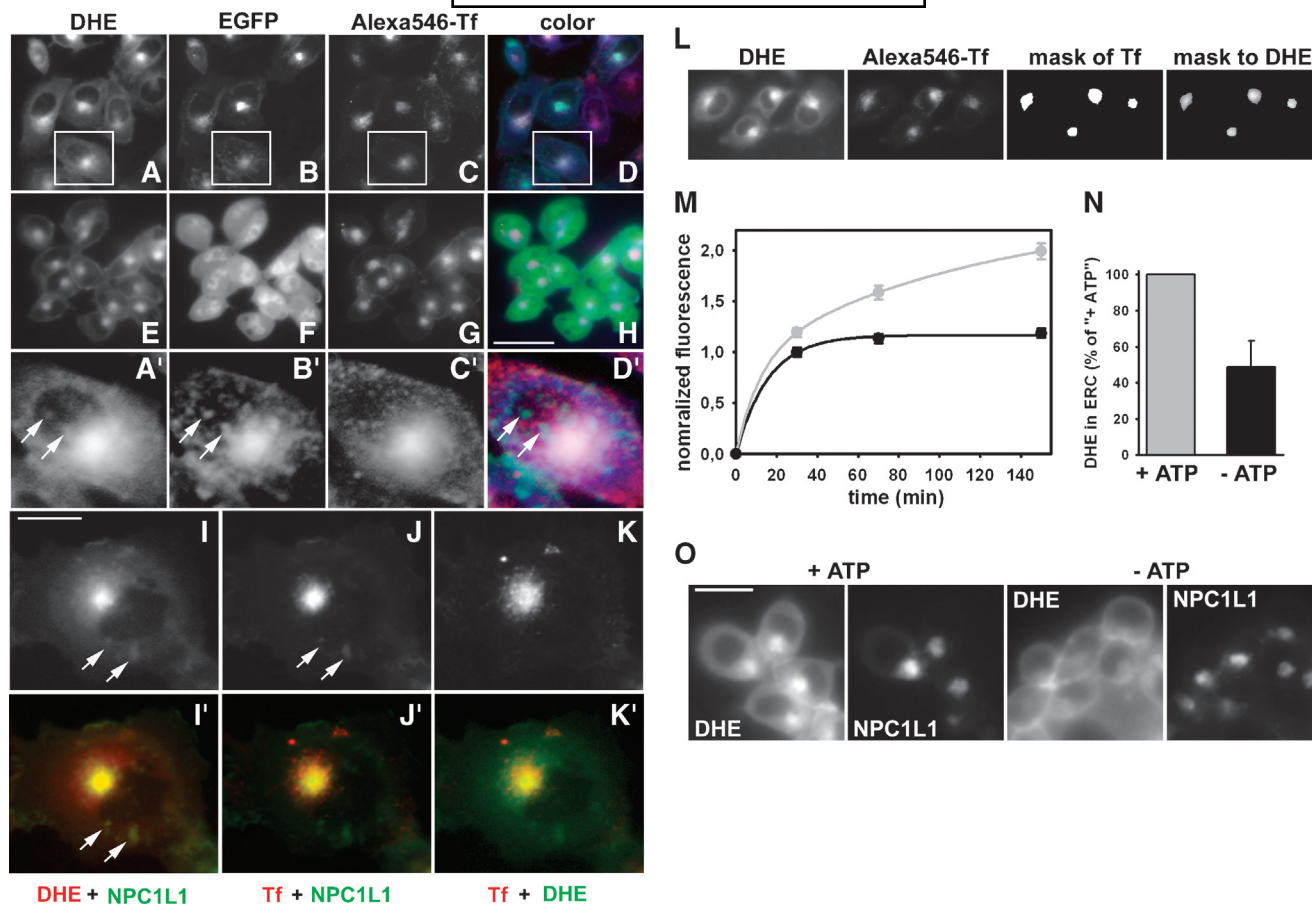 DHE EGFP Alexa546-Tf color
A B C D
E F G H
A' B' C' D'
I J K
I' J' K'
DHE + NPC1L1 Tf + NPC1L1 Tf + DHE
L
DHE Alexa546-Tf mask of Tf mask to DHE
M
nomralized fluorescence
2,0
1,5
1,0
0,5
0,0
0 20 40 60 80 100 120 140
time (min)
N
DHE in ERC (% of "+ ATP")
100
80
60
40
20
0
+ ATP - ATP
O
+ ATP - ATP
DHE NPC1L1 DHE NPC1L1